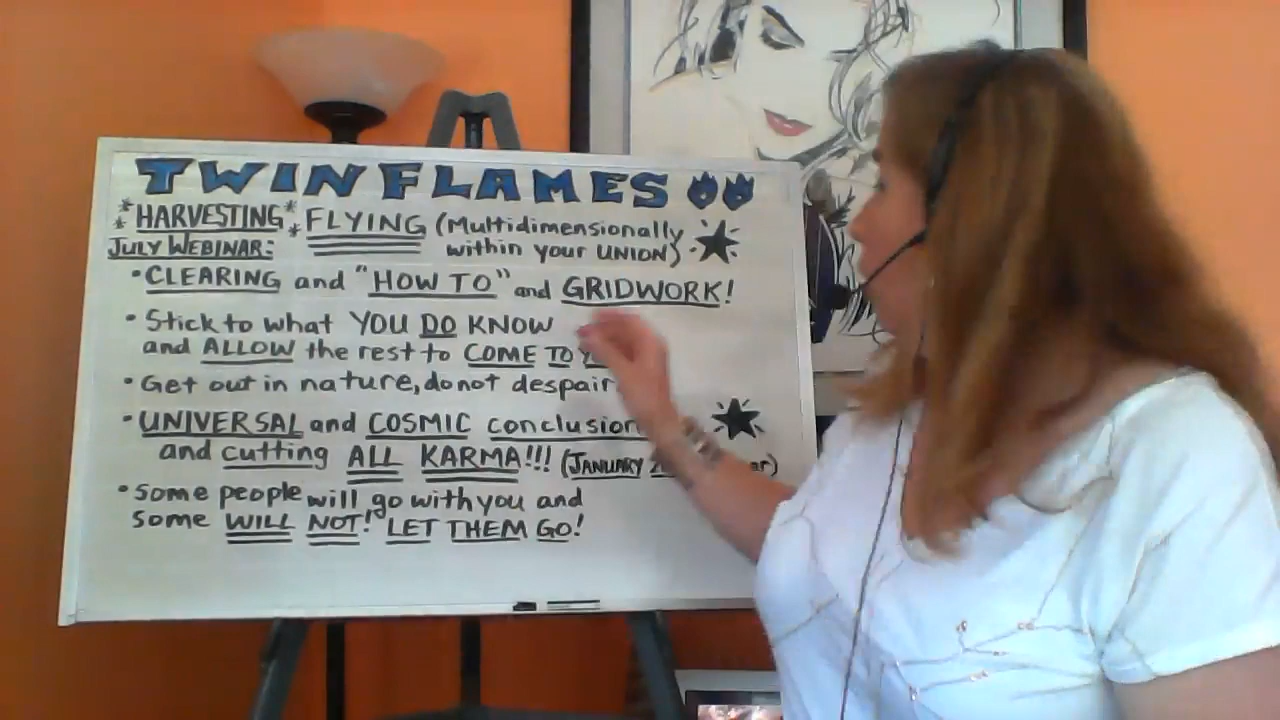 TWIN FLAMES
*HARVESTING* *FLYING (Multidimensionally
JULY WEBINAR: within your UNION)
• CLEARING and "HOW TO" and GRIDWORK!
• Stick to what YOU DO KNOW
and ALLOW the rest to COME TO
• Get out in nature, do not despair
• UNIVERSAL and COSMIC conclusion
and cutting ALL KARMA!!! (JANUARY
• Some people will go with you and
some WILL NOT! LET THEM GO!